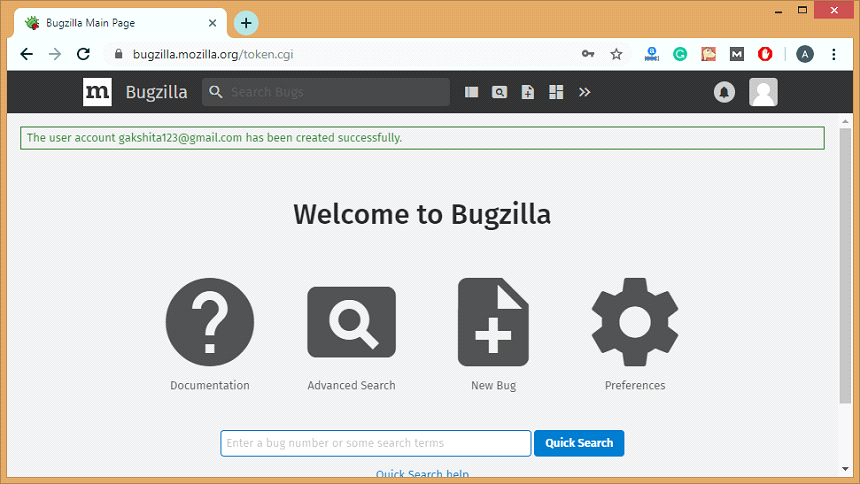 Bugzilla Main Page
bugzilla.mozilla.org/token.cgi
A
m Bugzilla Search Bugs
The user account gakshita123@gmail.com has been created successfully.
Welcome to Bugzilla
Documentation Advanced Search New Bug Preferences
Enter a bug number or some search terms Quick Search
Quick Search help